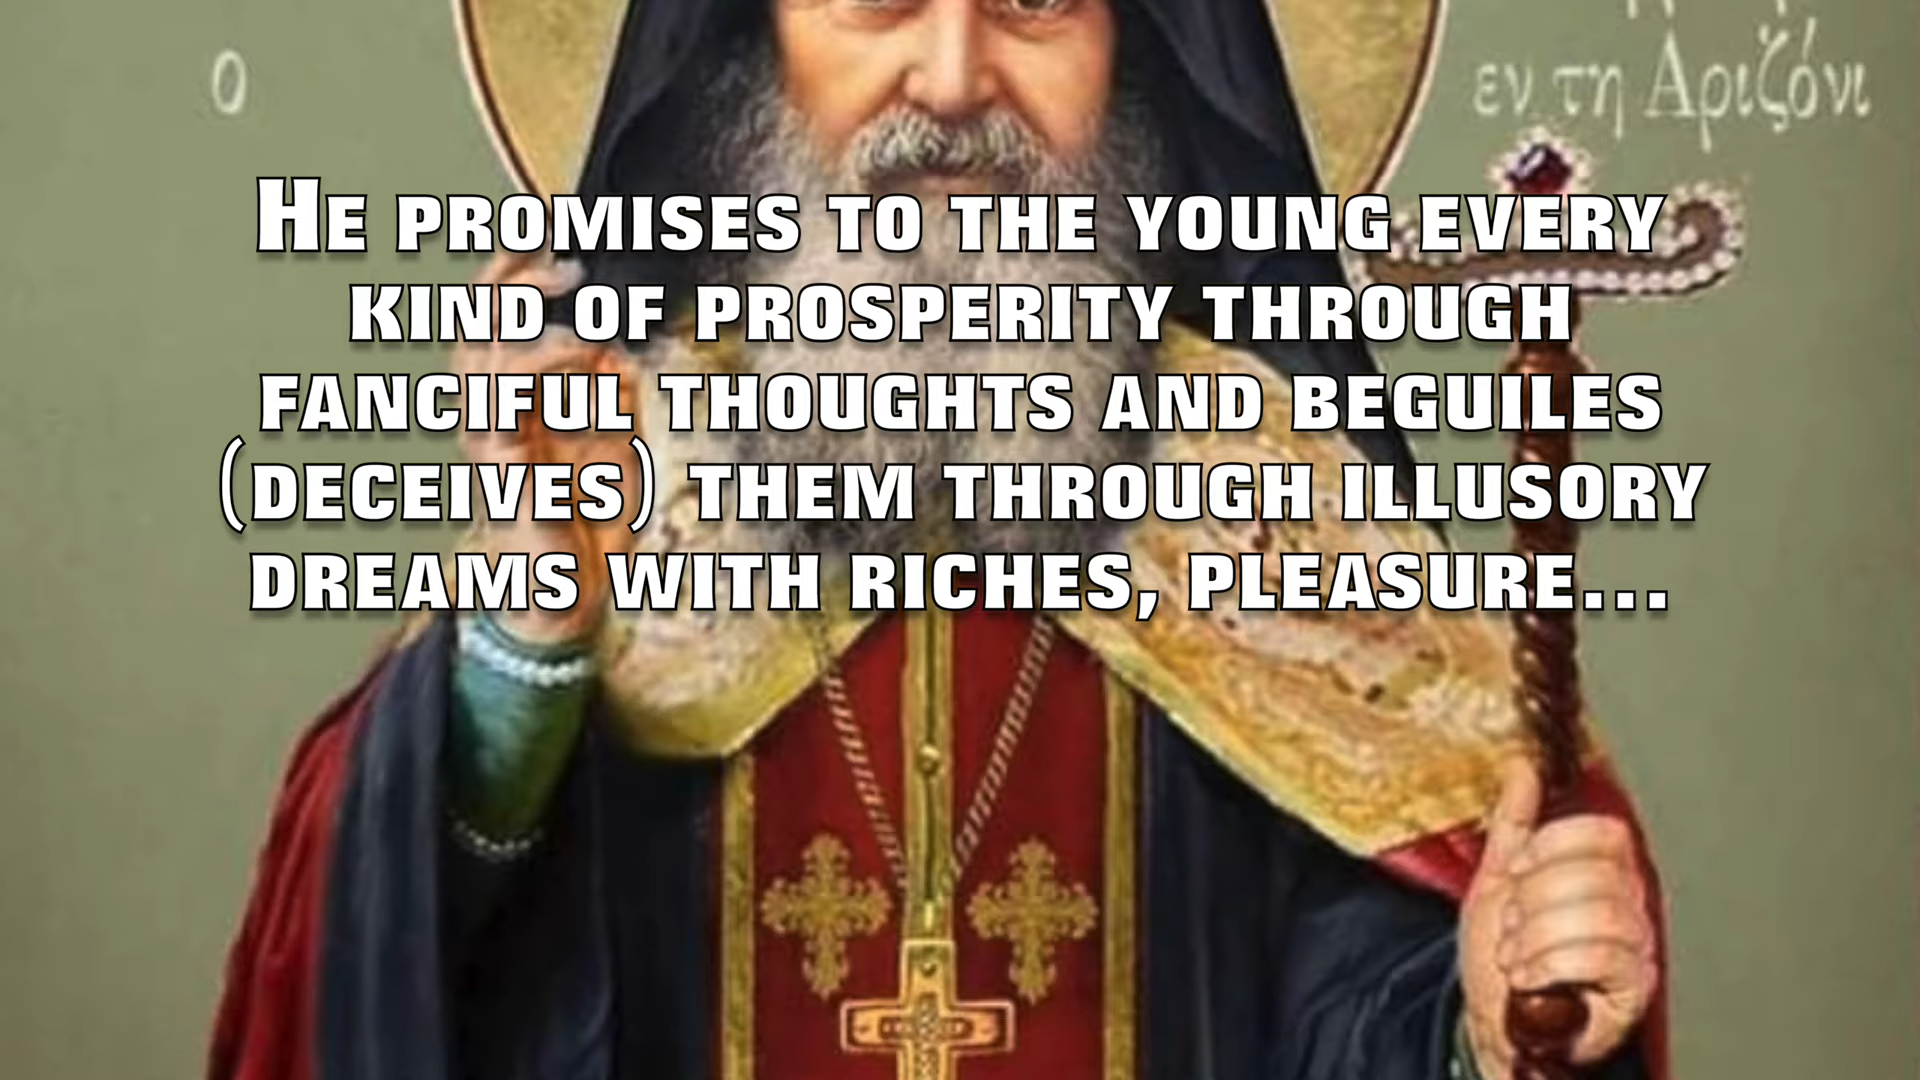 Ο
εν τη Αριζόνι
He promises to the young every
kind of prosperity through
fanciful thoughts and beguiles
(deceives) them through illusory
dreams with riches, pleasure...